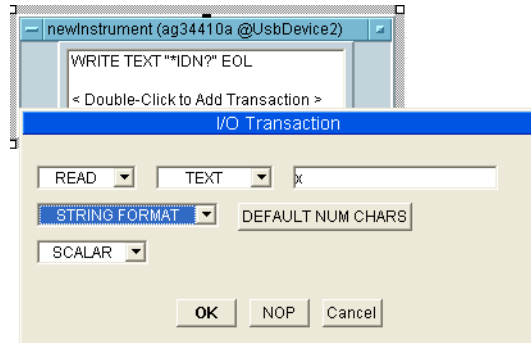 newInstrument (ag34410a @UsbDevice2)
WRITE TEXT "*IDN?" EOL
< Double-Click to Add Transaction >
I/O Transaction
READ TEXT x
STRING FORMAT DEFAULT NUM CHARS
SCALAR
OK NOP Cancel